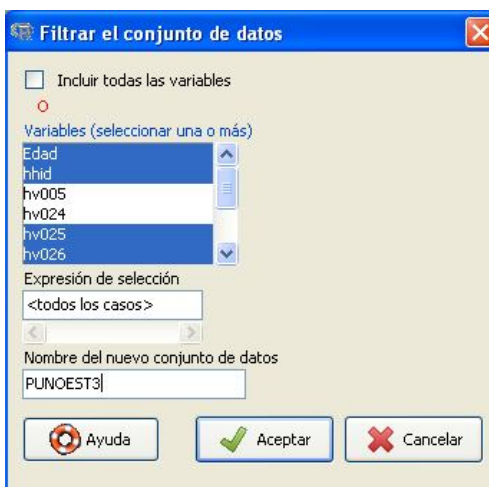 Filtrar el conjunto de datos
Incluir todas las variables
O
Variables (seleccionar una o más)
Edad
hhid
hv005
hv024
hv025
hv026
Expresión de selección
<todos los casos>
Nombre del nuevo conjunto de datos
PUNOEST3
Ayuda
Aceptar
Cancelar